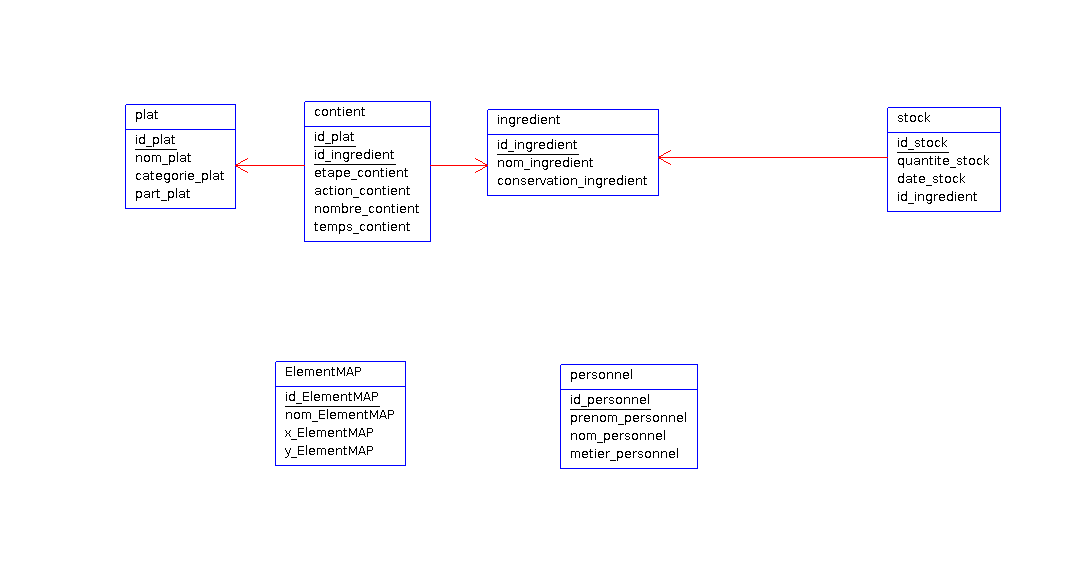 plat
id_plat
nom_plat
categorie_plat
part_plat
contient
id_plat
id_ingredient
etape_contient
action_contient
nombre_contient
temps_contient
ingredient
id_ingredient
nom_ingredient
conservation_ingredient
stock
id_stock
quantite_stock
date_stock
id_ingredient
ElementMAP
id_ElementMAP
nom_ElementMAP
x_ElementMAP
y_ElementMAP
personnel
id_personnel
prenom_personnel
nom_personnel
metier_personnel